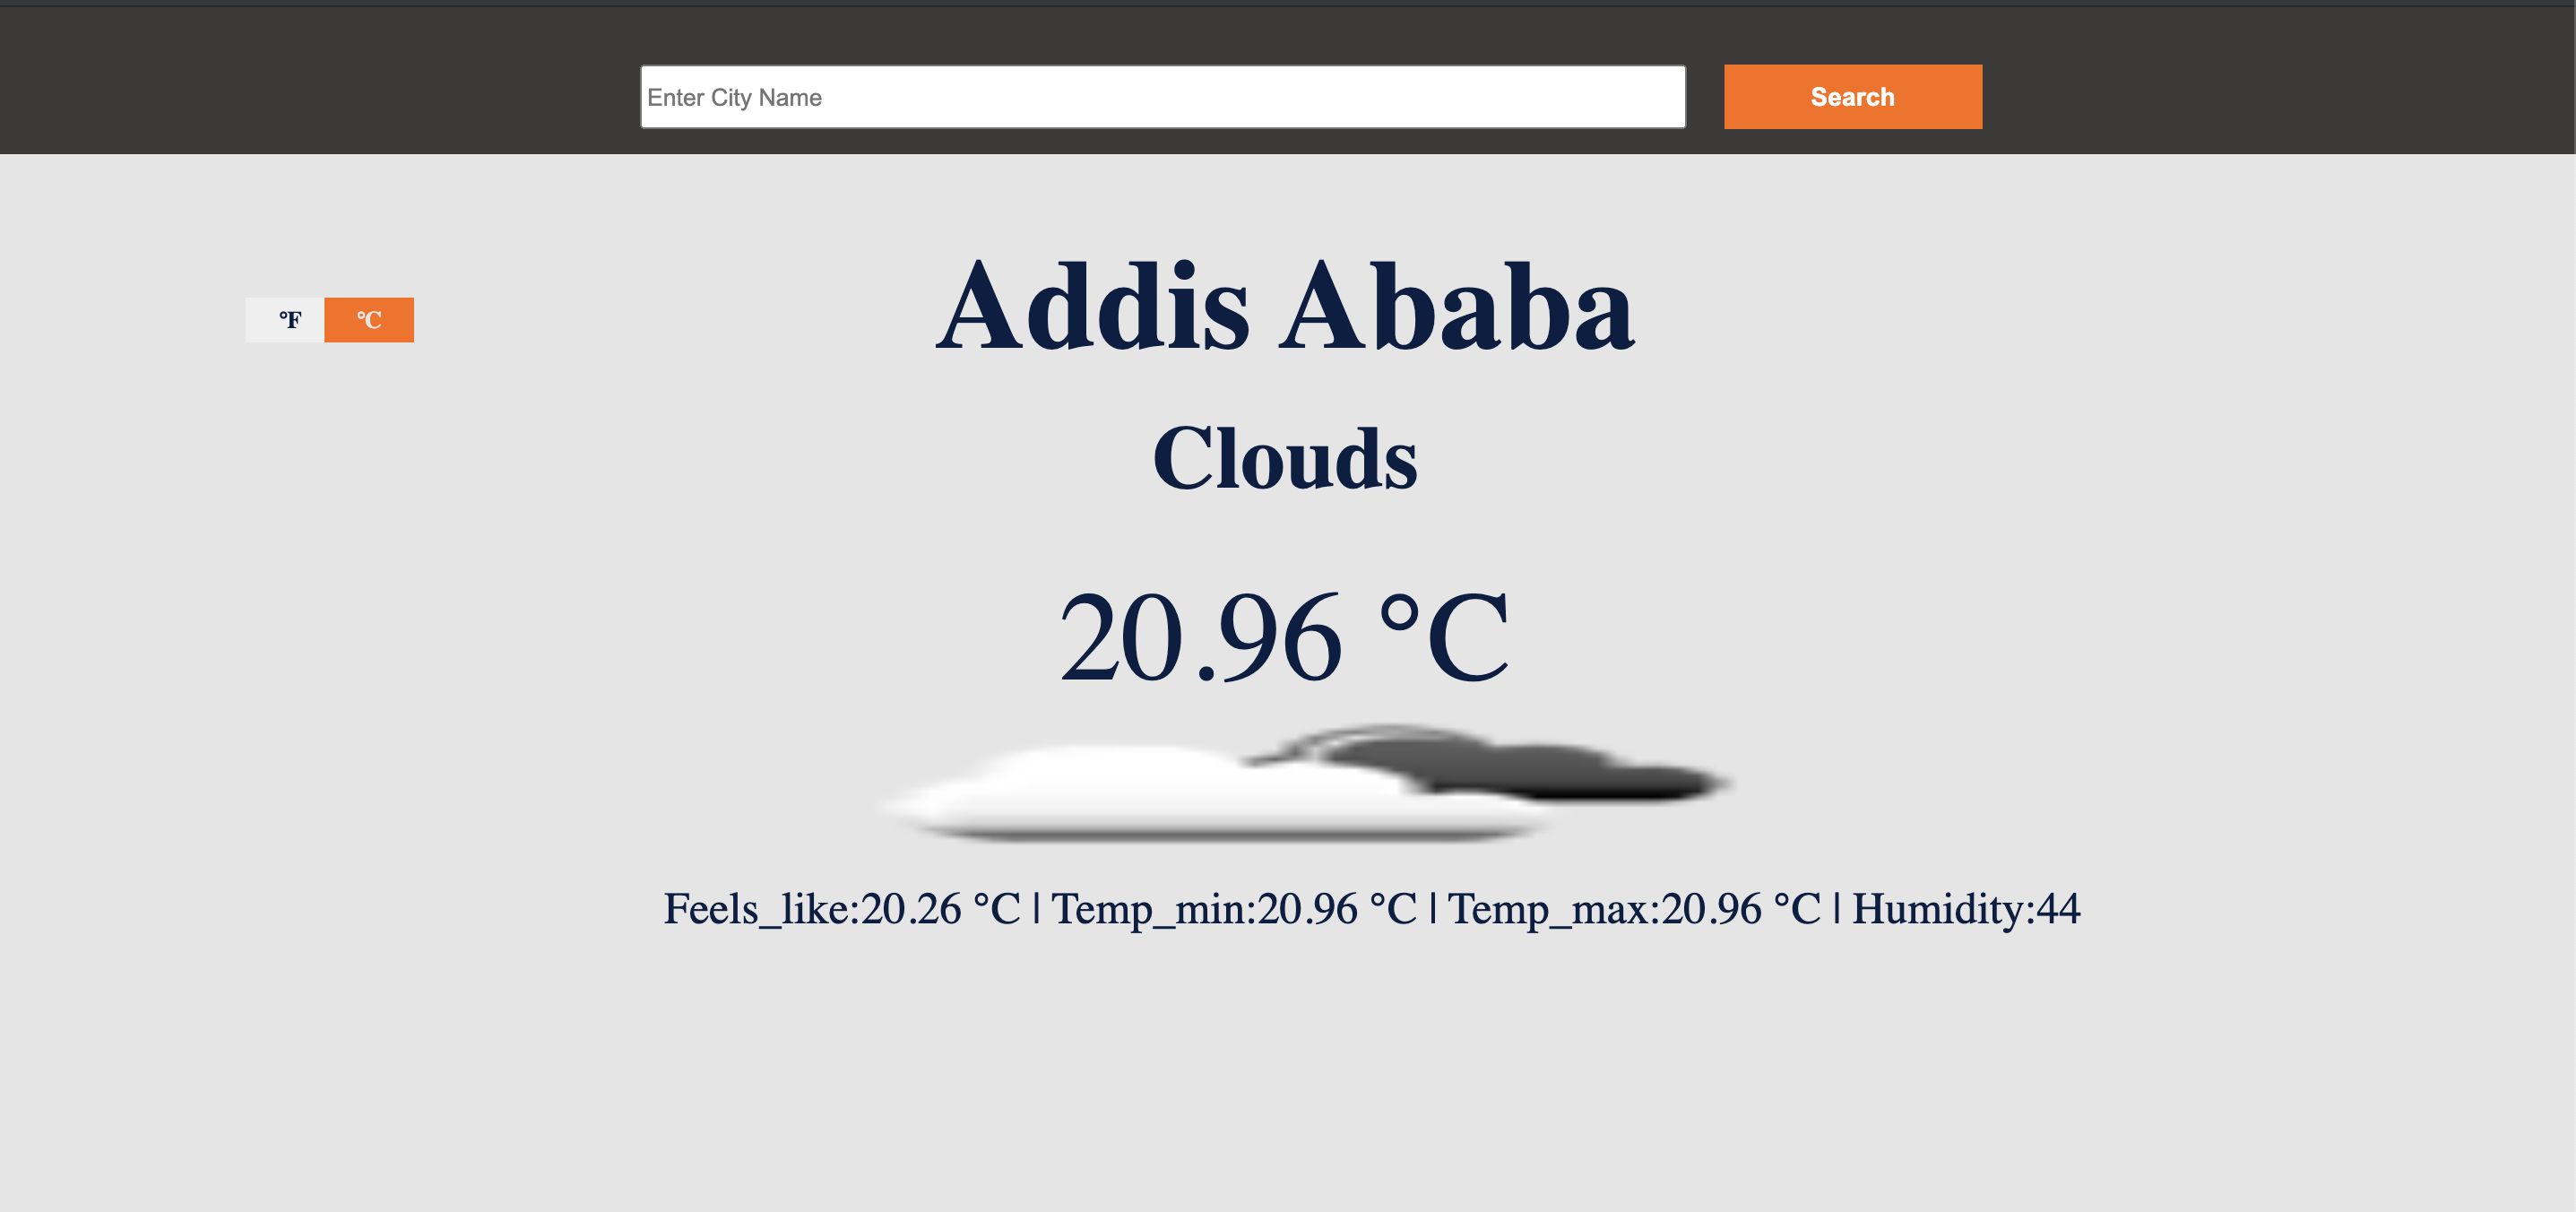 Enter City Name Search
Addis Ababa
°F °C
Clouds
20.96 °C
Feels_like:20.26 °C | Temp_min:20.96 °C | Temp_max:20.96 °C | Humidity:44